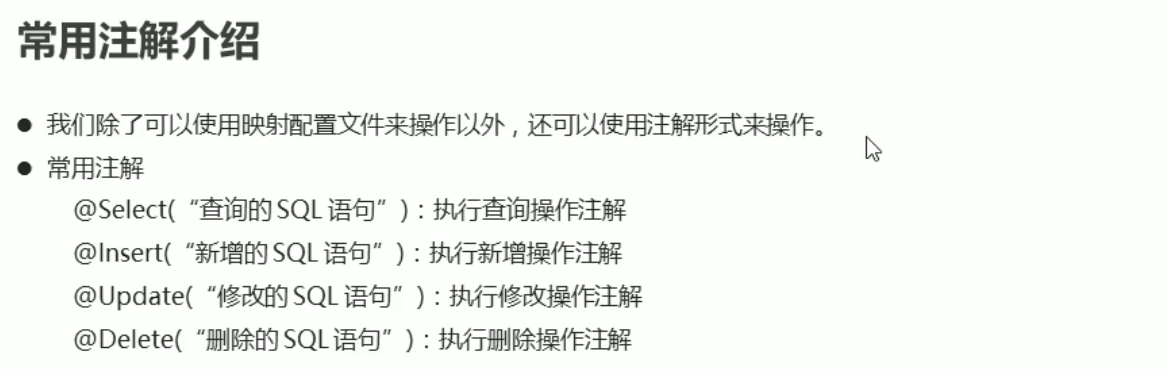 常用注解介绍
● 我们除了可以使用映射配置文件来操作以外，还可以使用注解形式来操作。
● 常用注解
@Select(“查询的 SQL 语句”)：执行查询操作注解
@Insert(“新增的 SQL 语句”)：执行新增操作注解
@Update(“修改的 SQL 语句”)：执行修改操作注解
@Delete(“删除的 SQL 语句”)：执行删除操作注解